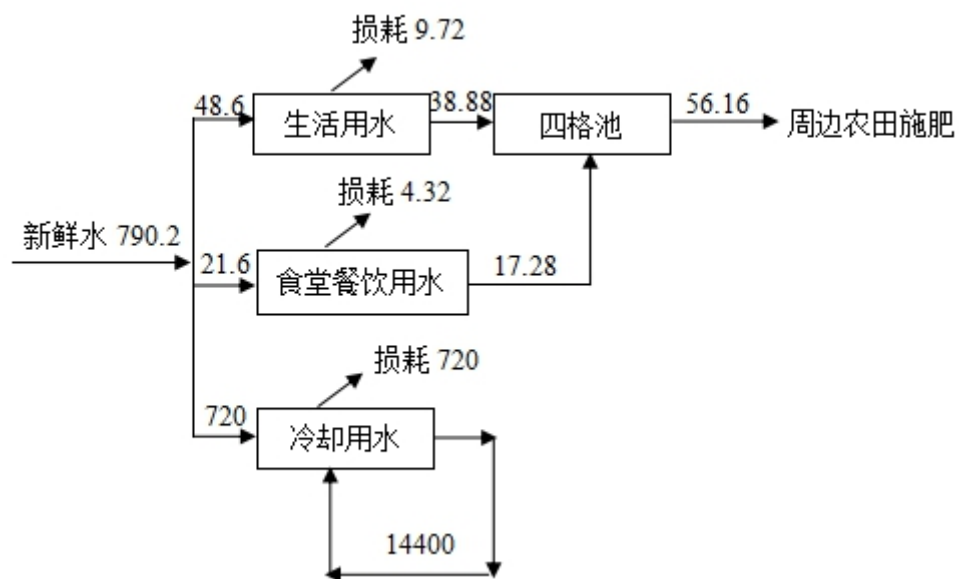 损耗 9.72
48.6
生活用水
38.88
四格池
56.16
周边农田施肥
损耗 4.32
新鲜水 790.2
21.6
食堂餐饮用水
17.28
损耗 720
720
冷却用水
14400